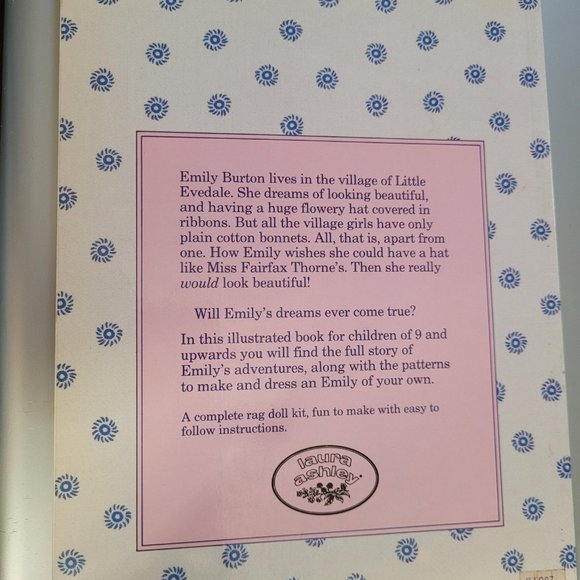 Emily Burton lives in the village of Little
Evedale. She dreams of looking beautiful,
and having a huge flowery hat covered in
ribbons. But all the village girls have only
plain cotton bonnets. All, that is, apart from
one. How Emily wishes she could have a hat
like Miss Fairfax Thorne's. Then she really
would look beautiful!
Will Emily's dreams ever come true?
In this illustrated book for children of 9 and
upwards you will find the full story of
Emily's adventures, along with the patterns
to make and dress an Emily of your own.
A complete rag doll kit, fun to make with easy to
follow instructions.
laura
ashley